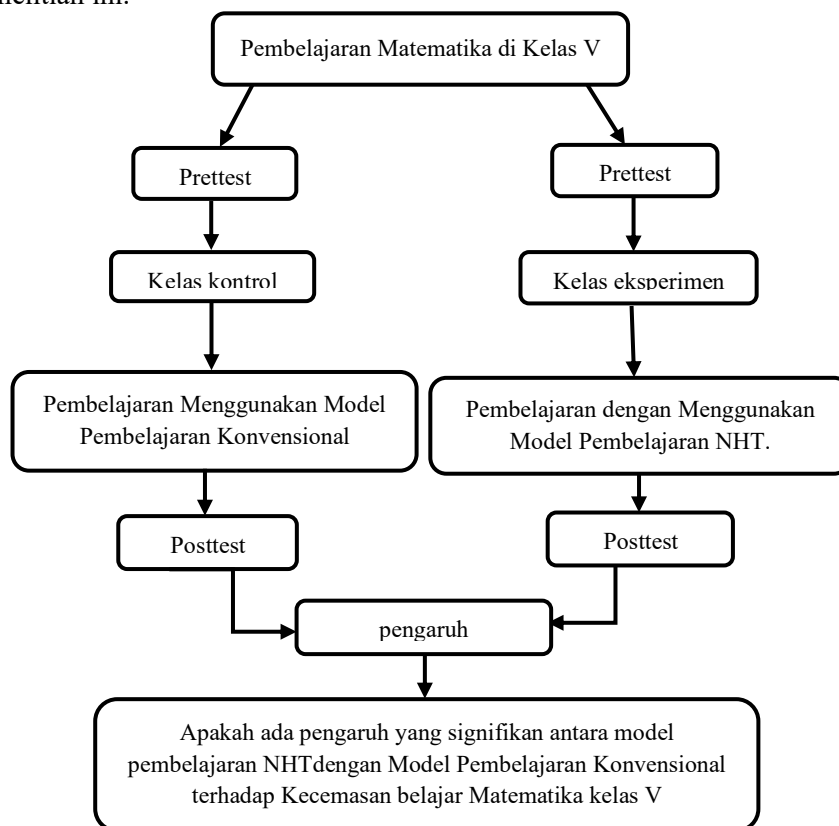 Pembelajaran Matematika di Kelas V
Prettest
Prettest
Kelas kontrol
Kelas eksperimen
Pembelajaran Menggunakan Model
Pembelajaran Konvensional
Pembelajaran dengan Menggunakan
Model Pembelajaran NHT.
Posttest
Posttest
pengaruh
Apakah ada pengaruh yang signifikan antara model
pembelajaran NHTdengan Model Pembelajaran Konvensional
terhadap Kecemasan belajar Matematika kelas V